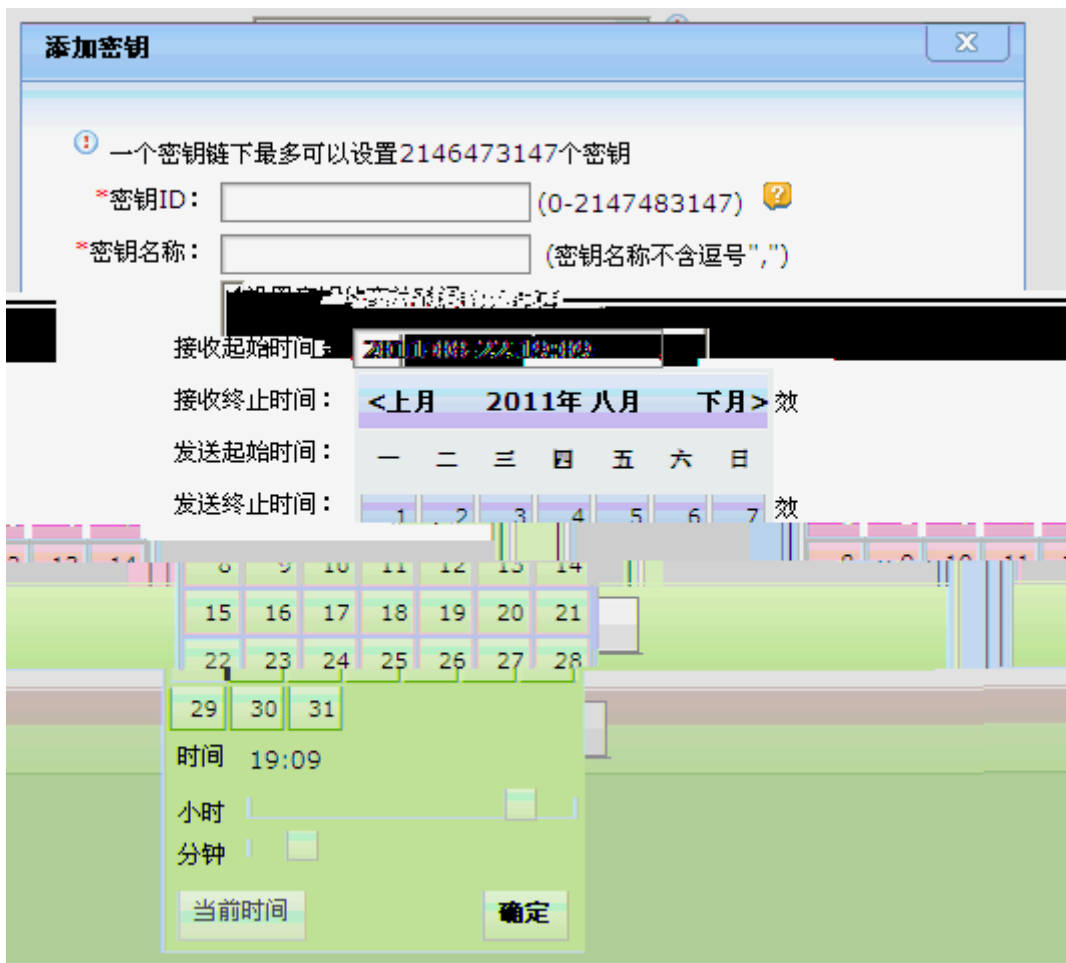 添加密钥
一个密钥链下最多可以设置2146473147个密钥
*密钥ID: (0-2147483147)
*密钥名称: (密钥名称不含逗号",")
接收起始时间: 2011-08-22 19:09
接收终止时间: <上月 2011年 八月 下月> 效
发送起始时间: 一 二 三 四 五 六 日
发送终止时间: 1 2 3 4 5 6 7 效
8 9 10 11 12 13 14
15 16 17 18 19 20 21
22 23 24 25 26 27 28
29 30 31
时间 19:09
小时
分钟
当前时间 确定